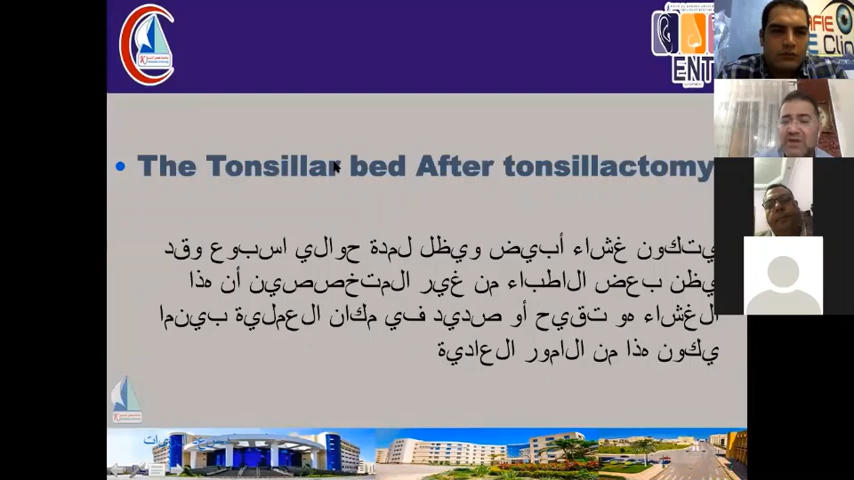 ENT
The Tonsillar bed After tonsillactomy
يتكون غشاء أبيض ويظل لمدة حوالي اسبوع وقد
يظن بعض الاطباء من غير المتخصصين أن هذا
الغشاء هو تقيح أو صديد في مكان العملية بينما
يكون هذا من الامور العادية